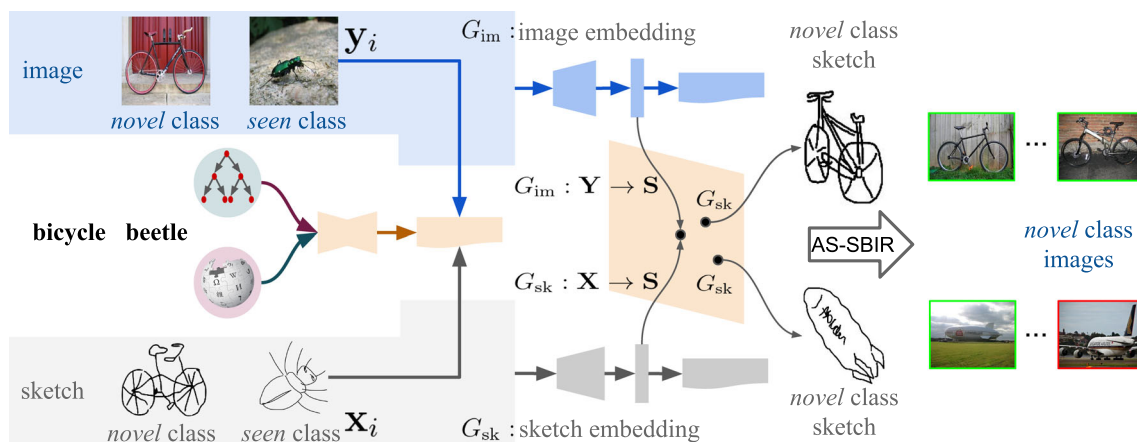 image
novel class
seen class
y_i
G_im : image embedding
novel class
sketch
bicycle beetle
G_im : Y → S
G_sk
G_sk
G_sk : X → S
AS-SBIR
...
novel class
images
...
sketch
novel class
seen class
x_i
G_sk : sketch embedding
novel class
sketch